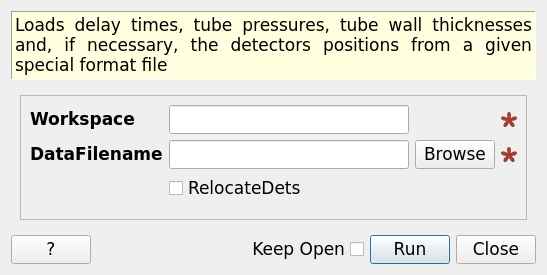 Loads delay times, tube pressures, tube wall thicknesses
and, if necessary, the detectors positions from a given
special format file
Workspace *
DataFilename Browse *
RelocateDets
? Keep Open Run Close